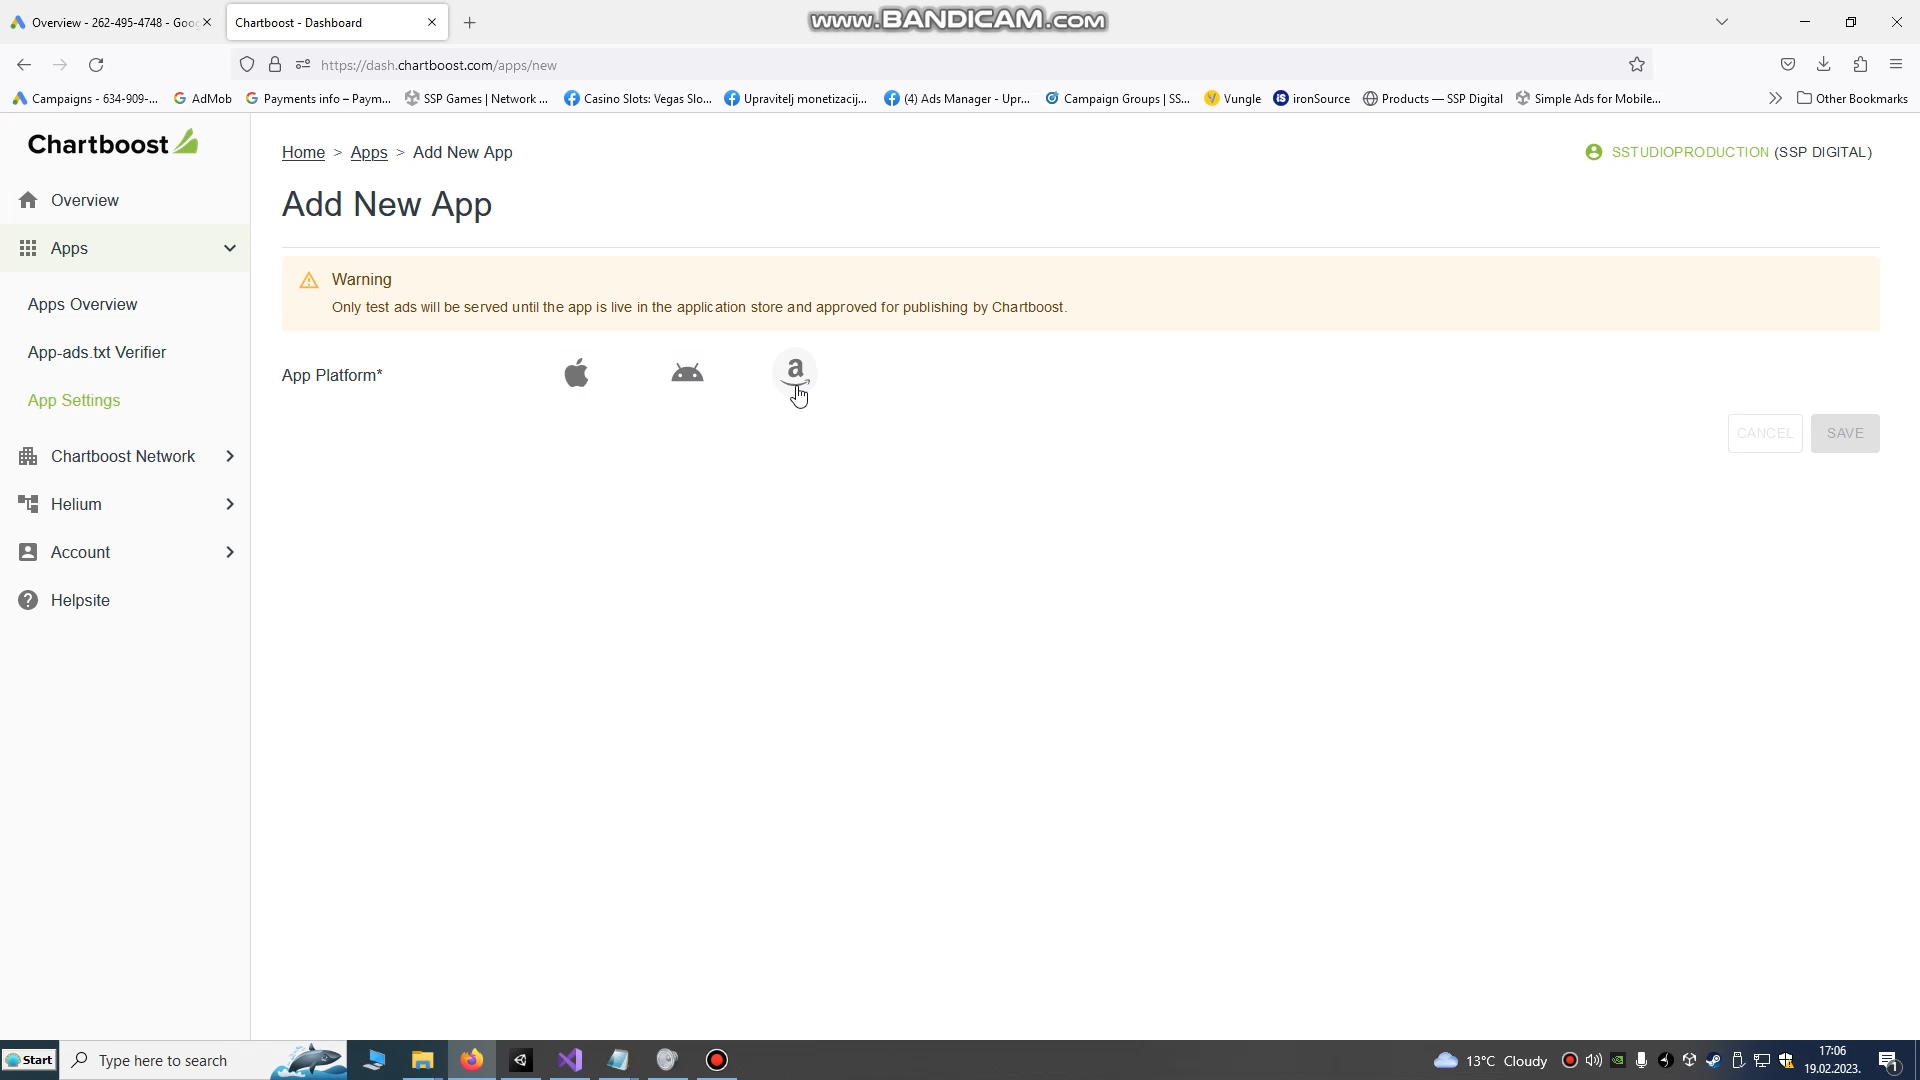 Overview - 262-495-4748 - Goo
Chartboost - Dashboard
www.BANDICAM.com
https://dash.chartboost.com/apps/new
Campaigns - 634-909-...
AdMob
Payments info – Paym...
SSP Games | Network ...
Casino Slots: Vegas Slo...
Upravitelj monetizacij...
(4) Ads Manager - Upr...
Campaign Groups | SS...
Vungle
ironSource
Products — SSP Digital
Simple Ads for Mobile...
Other Bookmarks
Chartboost
Home > Apps > Add New App
SSTUDIOPRODUCTION (SSP DIGITAL)
Overview
Add New App
Apps
Warning
Only test ads will be served until the app is live in the application store and approved for publishing by Chartboost.
Apps Overview
App-ads.txt Verifier
App Platform*
App Settings
CANCEL
SAVE
Chartboost Network
Helium
Account
Helpsite
Start
Type here to search
13°C Cloudy
17:06
19.02.2023.
1